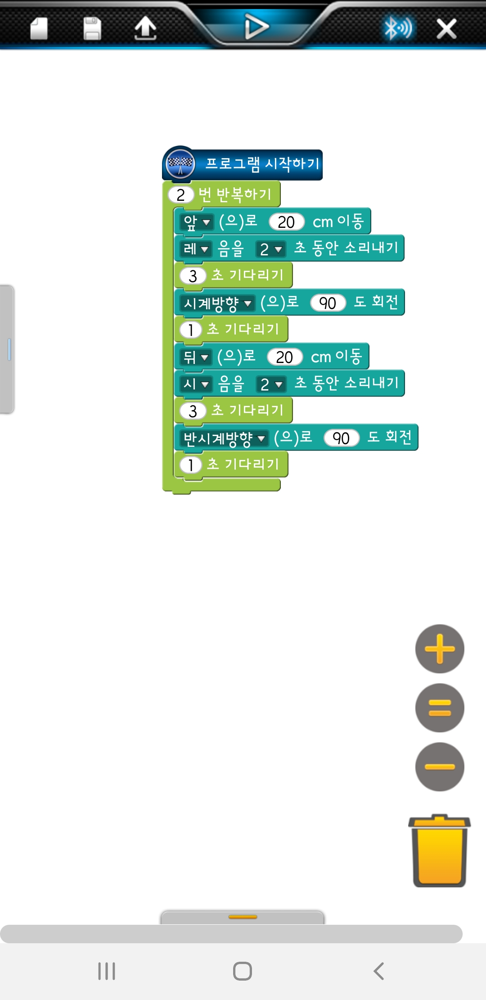 프로그램 시작하기
2 번 반복하기
앞 (으)로 20 cm 이동
레 음을 2 초 동안 소리내기
3 초 기다리기
시계방향 (으)로 90 도 회전
1 초 기다리기
뒤 (으)로 20 cm 이동
시 음을 2 초 동안 소리내기
3 초 기다리기
반시계방향 (으)로 90 도 회전
1 초 기다리기